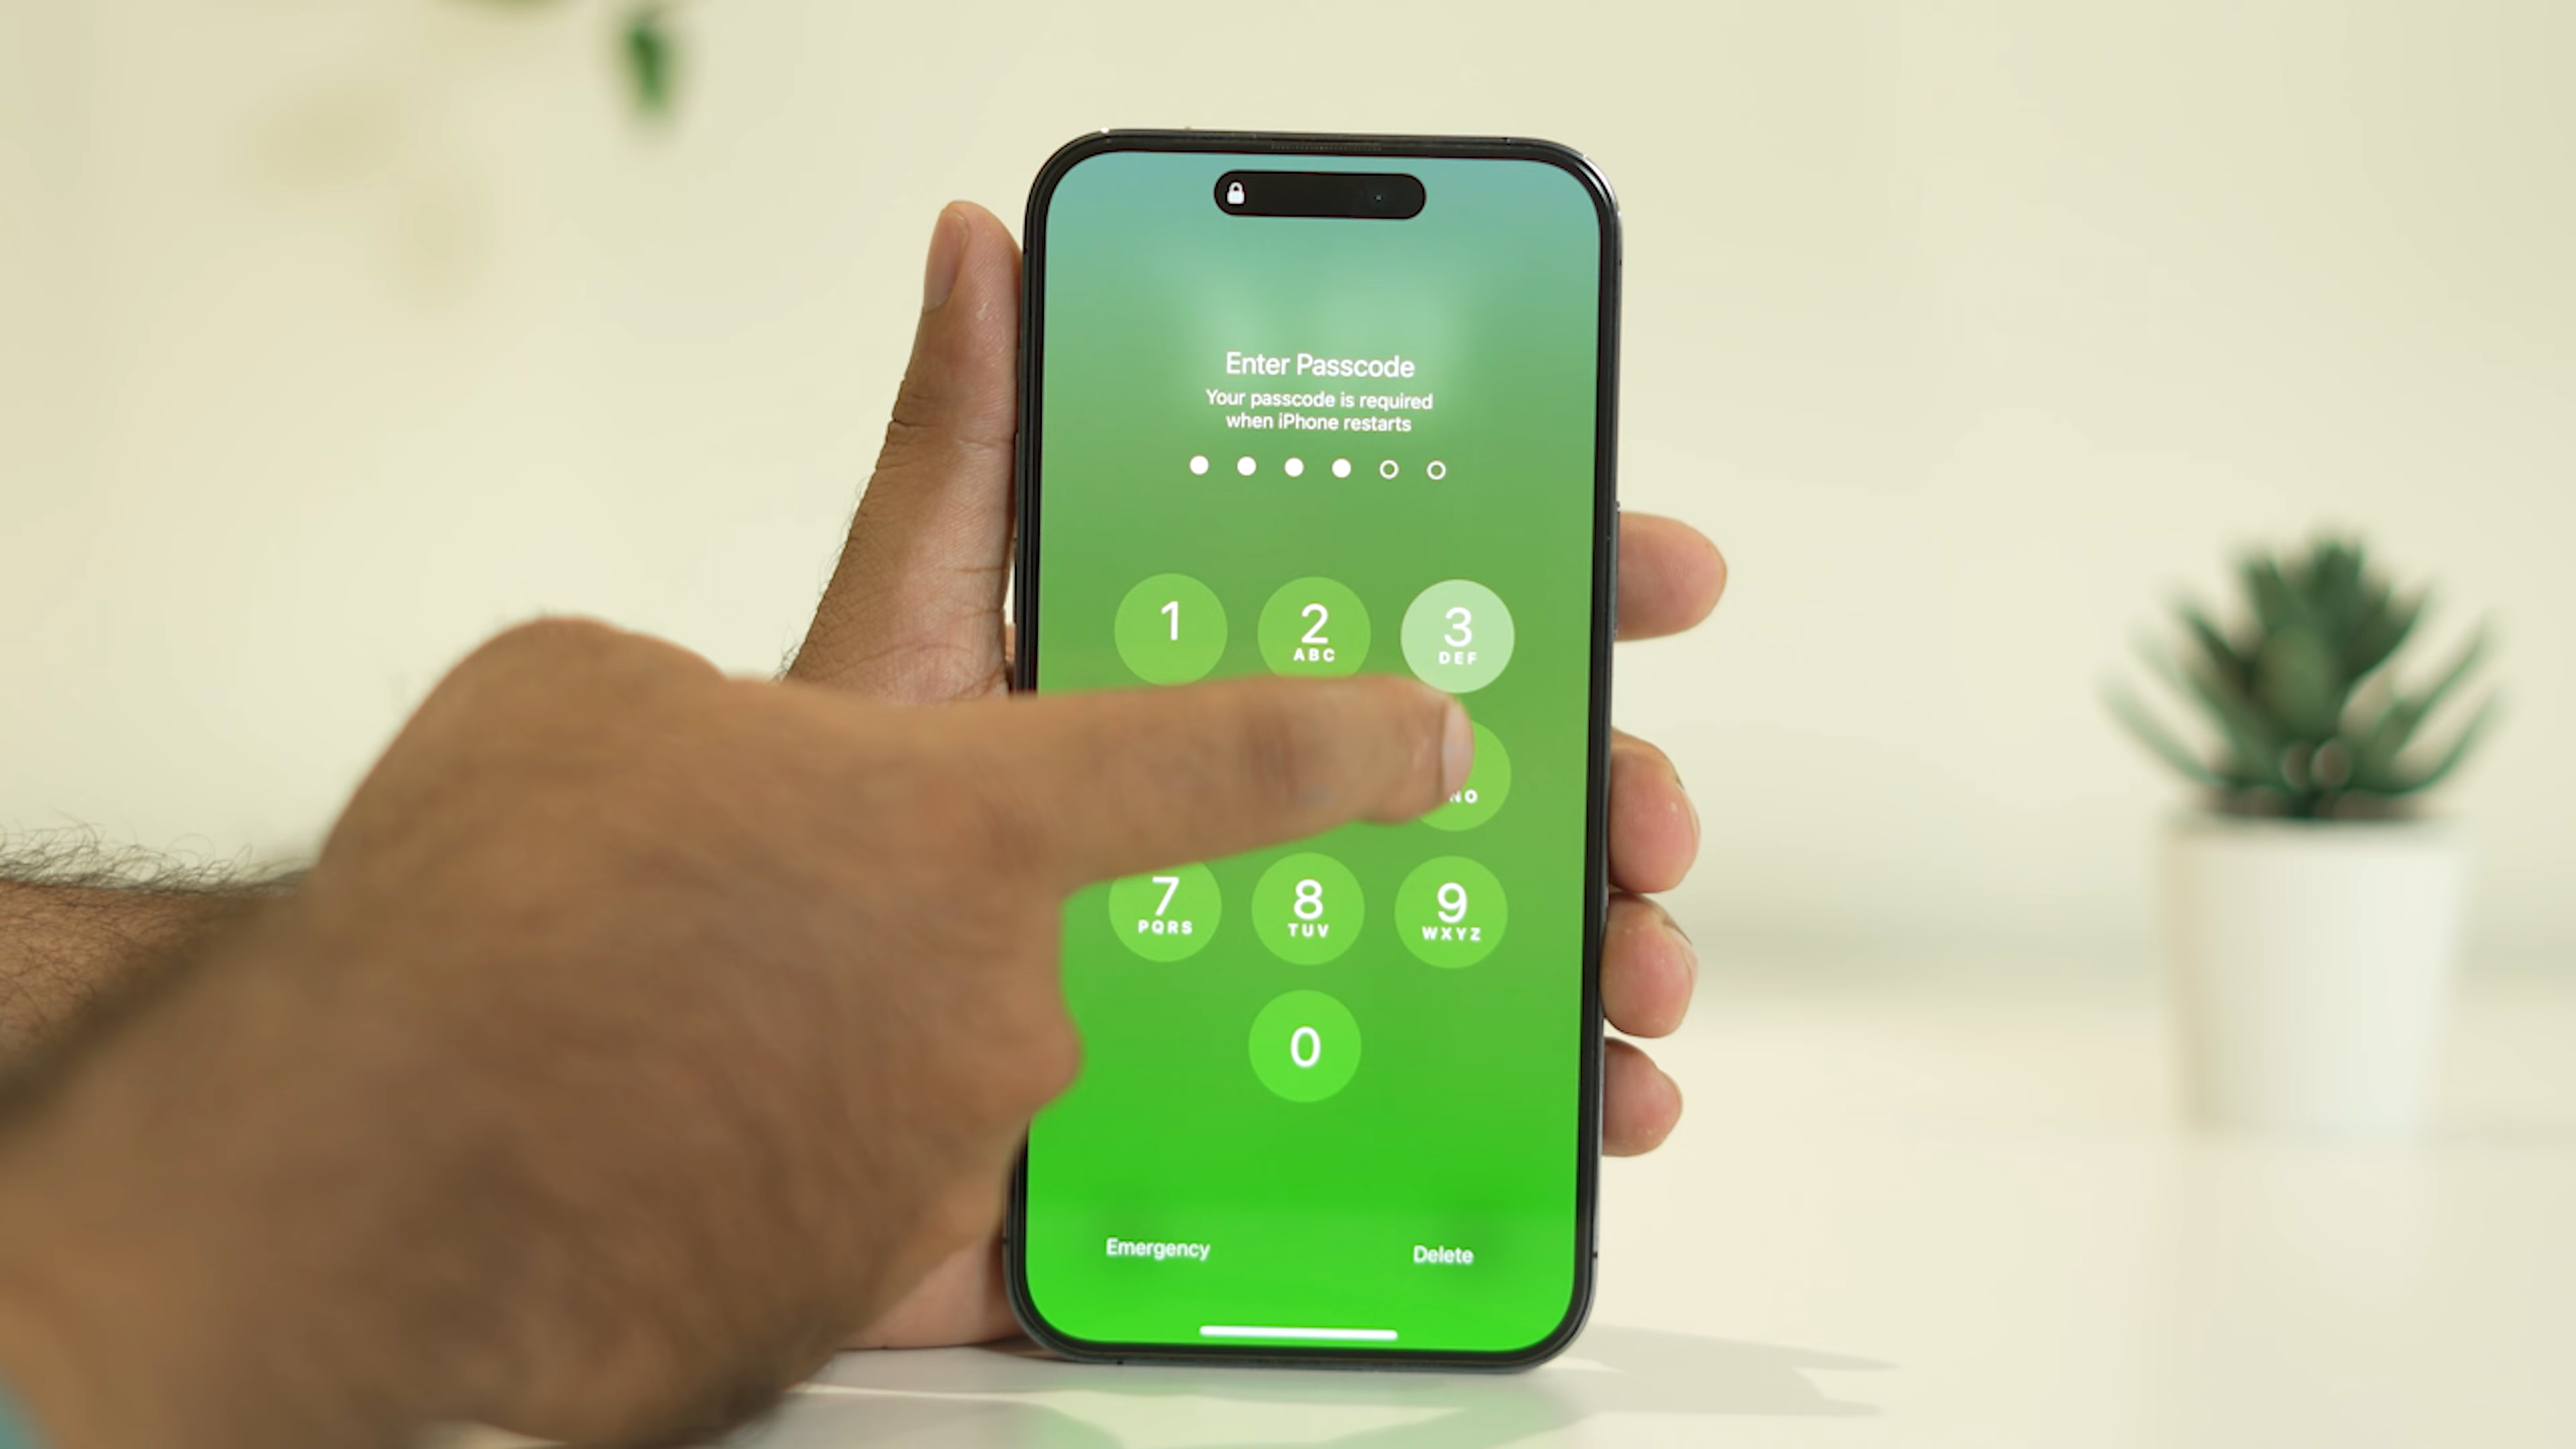 Enter Passcode
Your passcode is required
when iPhone restarts
1 2 3
ABC DEF
NO
7 8 9
PQRS TUV WXYZ
0
Emergency Delete